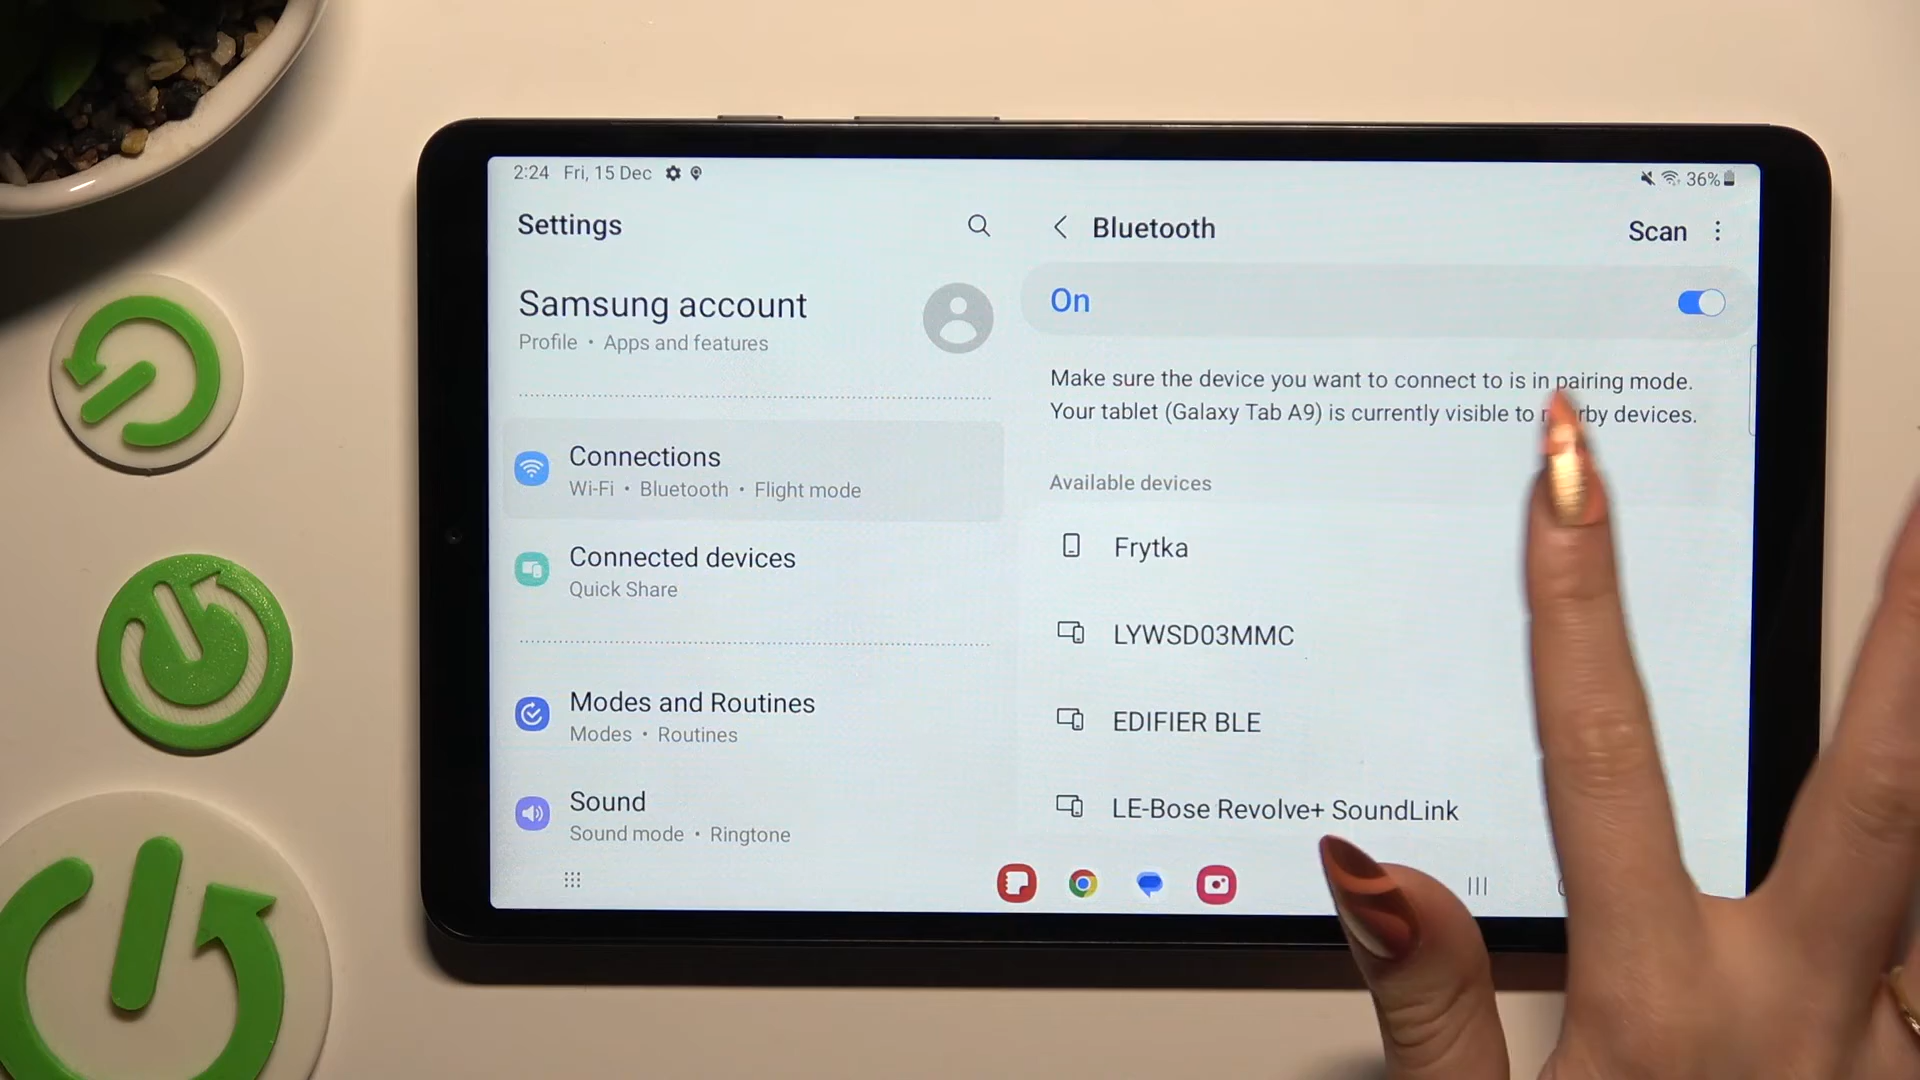 2:24 Fri, 15 Dec
36%
Settings
Samsung account
Profile • Apps and features
Connections
Wi-Fi • Bluetooth • Flight mode
Connected devices
Quick Share
Modes and Routines
Modes • Routines
Sound
Sound mode • Ringtone
Bluetooth
Scan
On
Make sure the device you want to connect to is in pairing mode.
Your tablet (Galaxy Tab A9) is currently visible to devices.
Available devices
Frytka
LYWSD03MMC
EDIFIER BLE
LE-Bose Revolve+ SoundLink